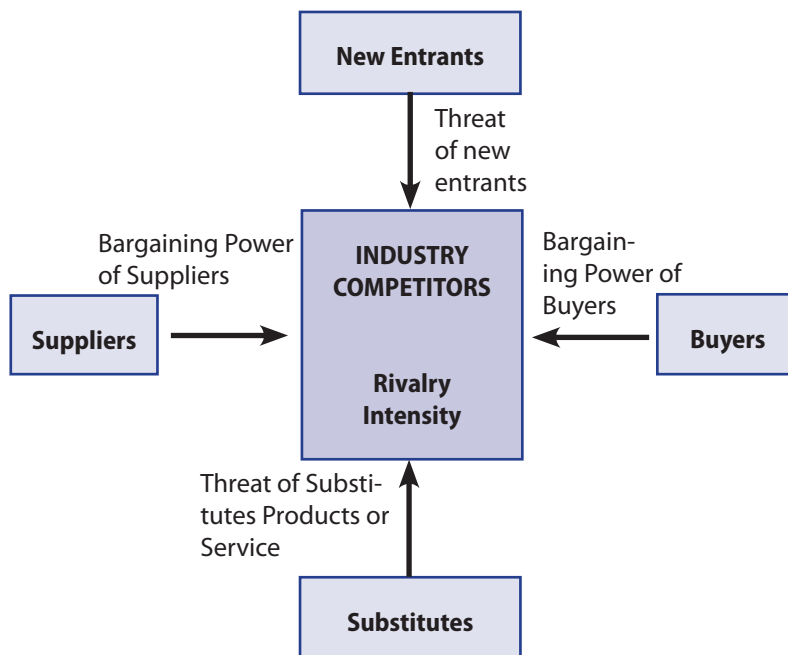 New Entrants
Threat
of new
entrants
Bargaining Power
of Suppliers
Suppliers
INDUSTRY
COMPETITORS
Rivalry
Intensity
Bargain-
ing Power of
Buyers
Buyers
Threat of Substi-
tutes Products or
Service
Substitutes